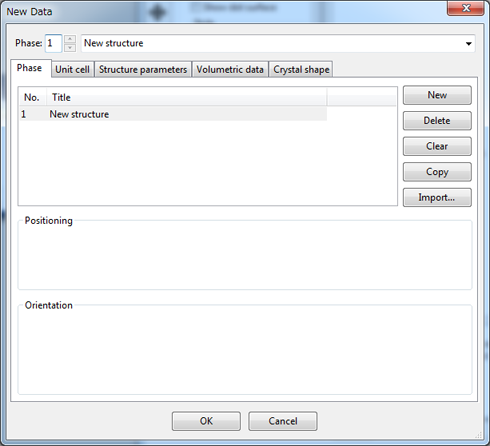 New Data
Phase: 1 New structure
Phase Unit cell Structure parameters Volumetric data Crystal shape
No. Title
1 New structure
New
Delete
Clear
Copy
Import...
Positioning
Orientation
OK Cancel